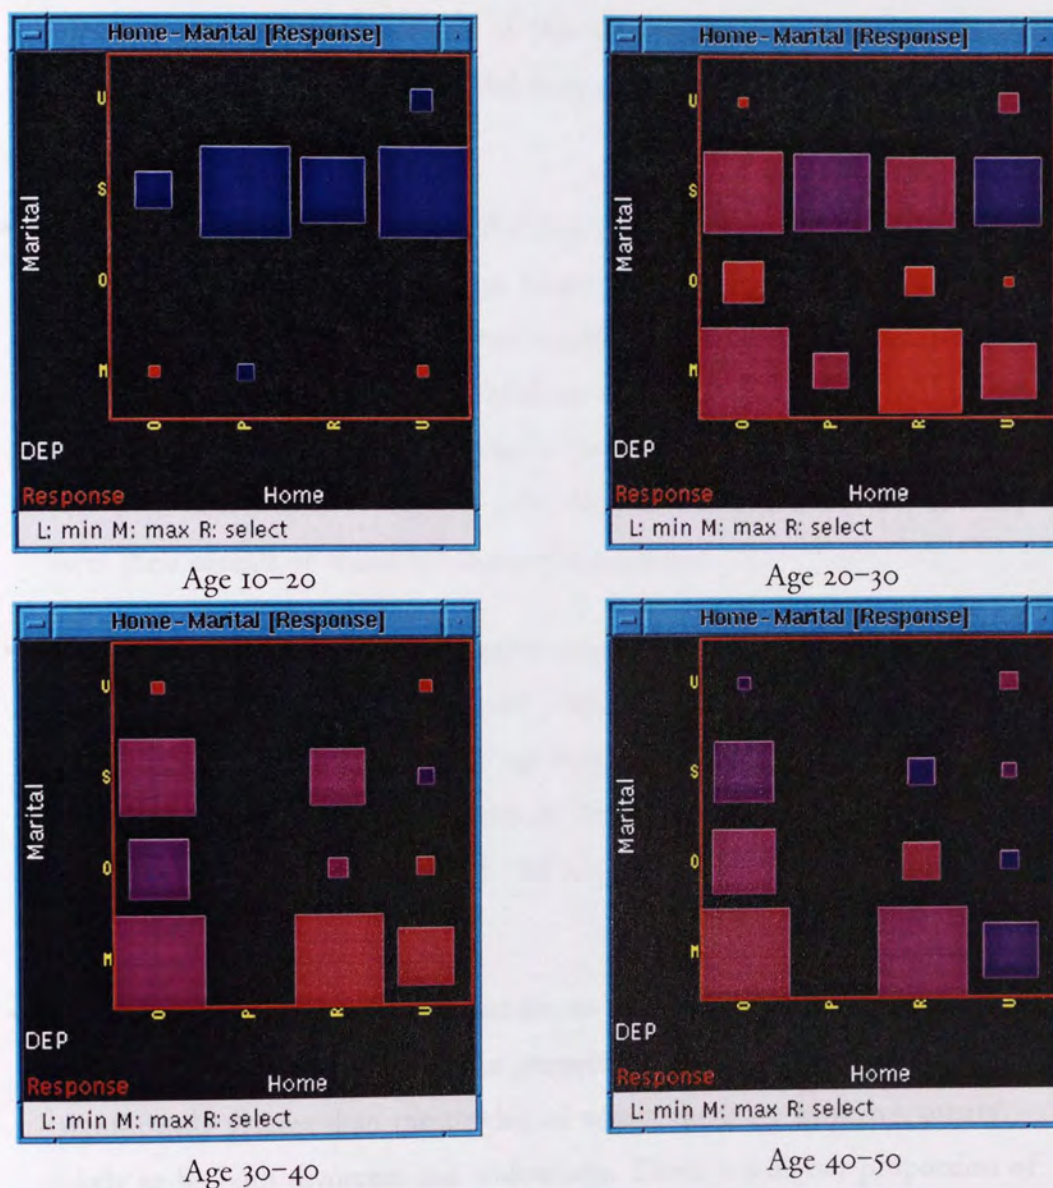 Home-Marital [Response]
U
S
Marital
O
M
O P R U
DEP
Response Home
L: min M: max R: select
Age 10–20
Home-Marital [Response]
U
S
Marital
O
M
O P R U
DEP
Response Home
L: min M: max R: select
Age 20–30
Home-Marital [Response]
U
S
Marital
O
M
O P R U
DEP
Response Home
L: min M: max R: select
Age 30–40
Home-Marital [Response]
U
S
Marital
O
M
O P R U
DEP
Response Home
L: min M: max R: select
Age 40–50